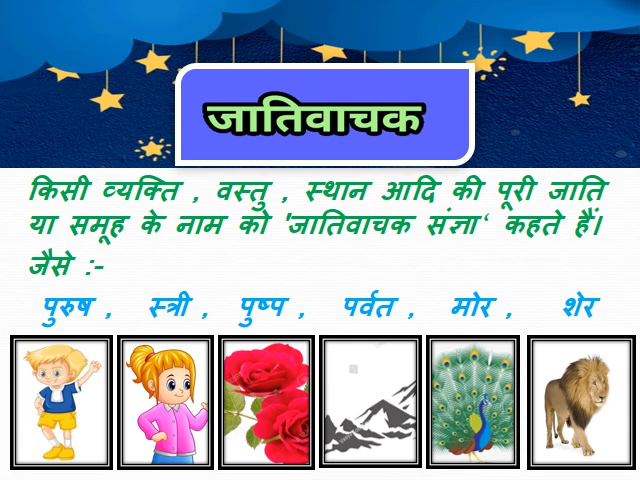 जातिवाचक
किसी व्यक्ति , वस्तु , स्थान आदि की पूरी जाति
या समूह के नाम को 'जातिवाचक संज्ञा‘ कहते हैं।
जैसे :-
पुरुष , स्त्री , पुष्प , पर्वत , मोर , शेर